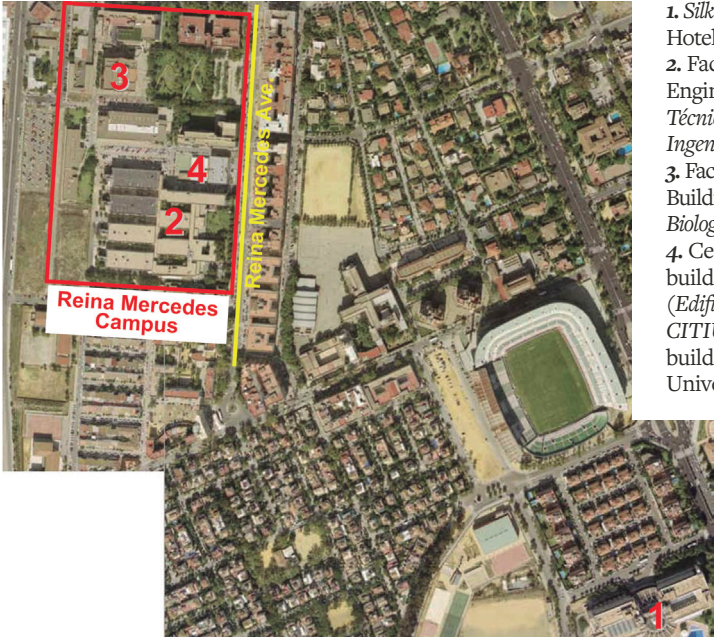 3
4
2
Reina Mercedes Ave.
Reina Mercedes
Campus
1
1. Silk
Hotel
2. Fac
Engin
Técni
Ingen
3. Fac
Build
Biolog
4. Ce
build
(Edifi
CITIU
build
Unive